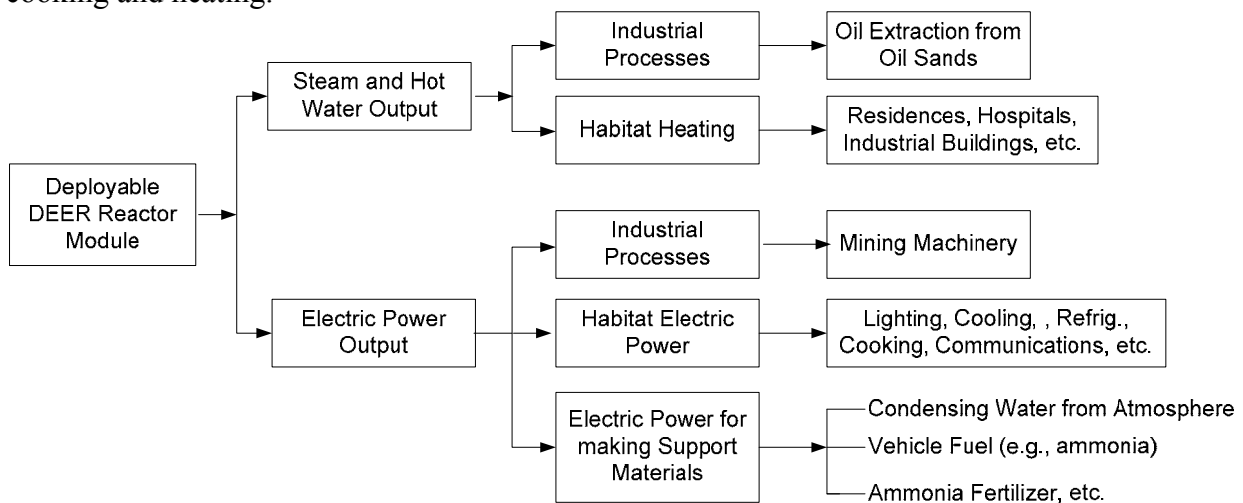 cooking and heating.
Industrial
Processes
Oil Extraction from
Oil Sands
Steam and Hot
Water Output
Habitat Heating
Residences, Hospitals,
Industrial Buildings, etc.
Deployable
DEER Reactor
Module
Industrial
Processes
Mining Machinery
Electric Power
Output
Habitat Electric
Power
Lighting, Cooling, , Refrig.,
Cooking, Communications, etc.
Electric Power for
making Support
Materials
Condensing Water from Atmosphere
Vehicle Fuel (e.g., ammonia)
Ammonia Fertilizer, etc.